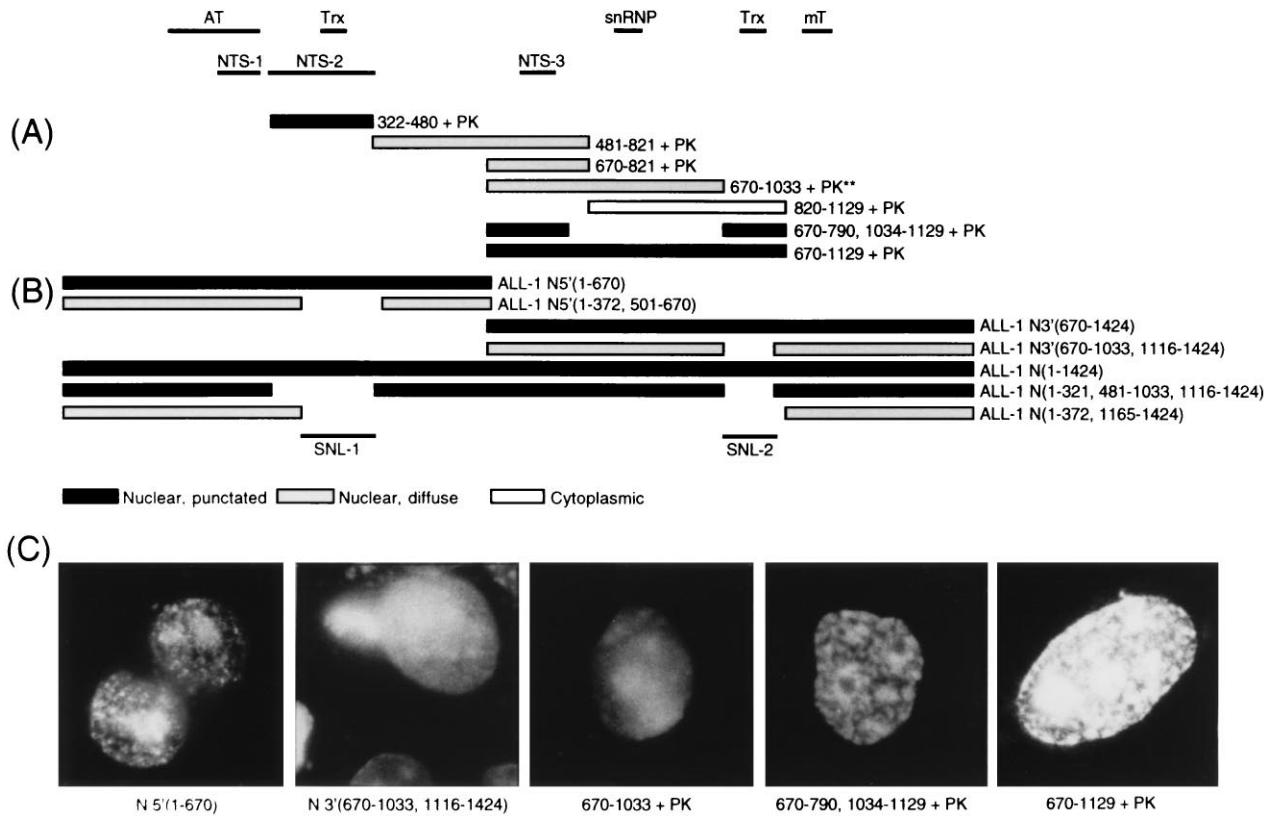 AT Trx snRNP Trx mT
NTS-1 NTS-2 NTS-3
(A)
322-480 + PK
481-821 + PK
670-821 + PK
670-1033 + PK**
820-1129 + PK
670-790, 1034-1129 + PK
670-1129 + PK
(B)
ALL-1 N5'(1-670)
ALL-1 N5'(1-372, 501-670)
ALL-1 N3'(670-1424)
ALL-1 N3'(670-1033, 1116-1424)
ALL-1 N(1-1424)
ALL-1 N(1-321, 481-1033, 1116-1424)
ALL-1 N(1-372, 1165-1424)
SNL-1 SNL-2
Nuclear, punctated Nuclear, diffuse Cytoplasmic
(C)
N 5'(1-670) N 3'(670-1033, 1116-1424) 670-1033 + PK 670-790, 1034-1129 + PK 670-1129 + PK